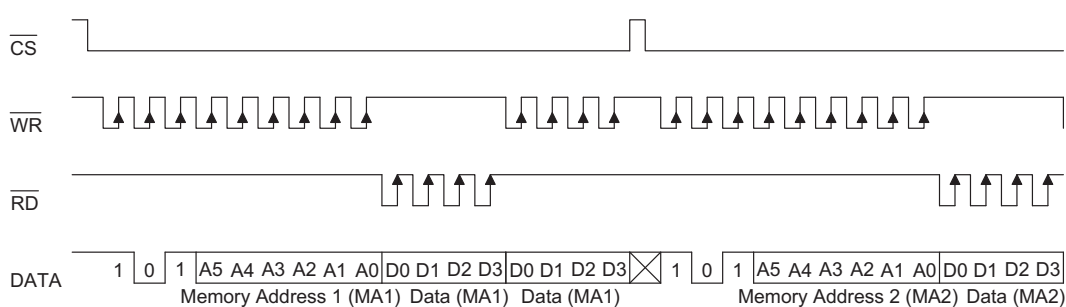 CS
WR
RD
DATA 1 0 1 A5 A4 A3 A2 A1 A0 D0 D1 D2 D3 D0 D1 D2 D3 1 0 1 A5 A4 A3 A2 A1 A0 D0 D1 D2 D3
Memory Address 1 (MA1) Data (MA1) Data (MA1) Memory Address 2 (MA2) Data (MA2)